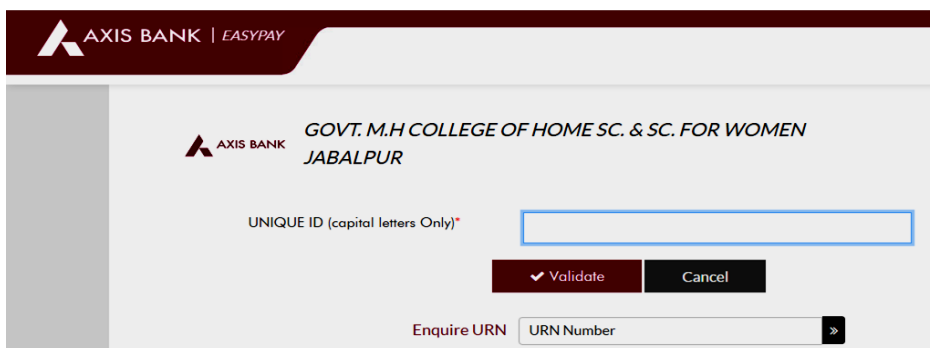 AXIS BANK | EASYPAY
AXIS BANK
GOVT. M.H COLLEGE OF HOME SC. & SC. FOR WOMEN
JABALPUR
UNIQUE ID (capital letters Only)*
✔ Validate Cancel
Enquire URN URN Number »